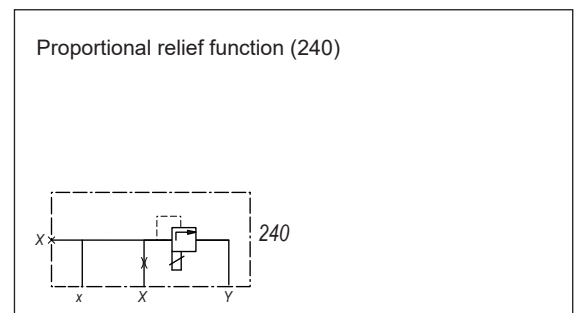 Proportional relief function (240)
240
X
x X Y